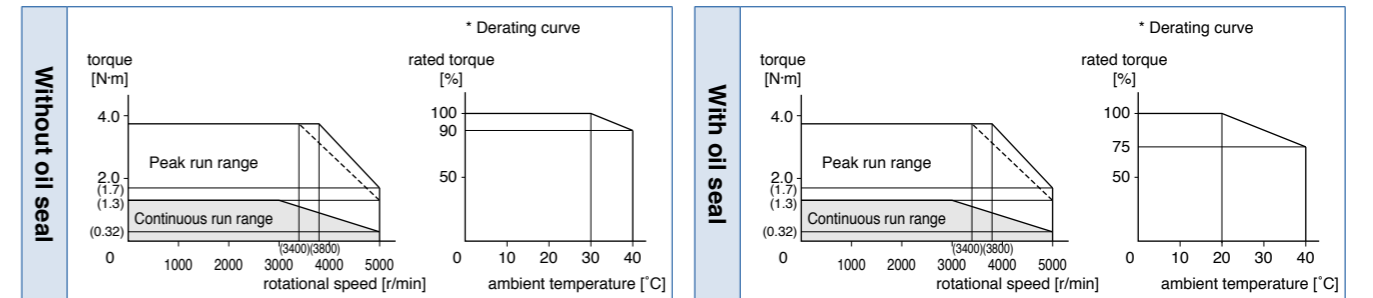 Without oil seal
* Derating curve
torque
[N·m]
4.0
2.0
(1.7)
(1.3)
(0.32)
0
Peak run range
Continuous run range
(3400)(3800)
1000 2000 3000 4000 5000
rotational speed [r/min]
rated torque
[%]
100
90
50
0 10 20 30 40
ambient temperature [˚C]
With oil seal
* Derating curve
torque
[N·m]
4.0
2.0
(1.7)
(1.3)
(0.32)
0
Peak run range
Continuous run range
(3400)(3800)
1000 2000 3000 4000 5000
rotational speed [r/min]
rated torque
[%]
100
75
50
0 10 20 30 40
ambient temperature [˚C]